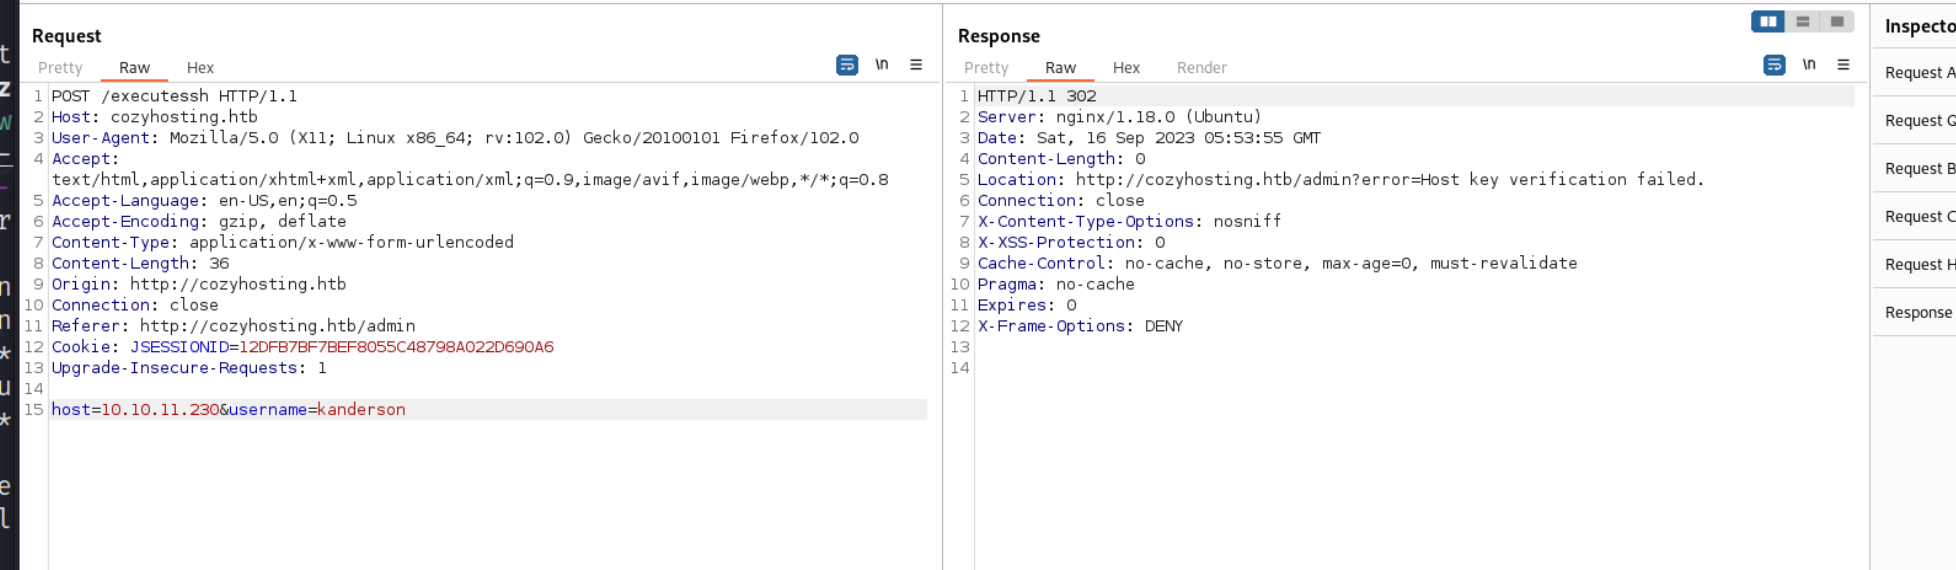 Request
Pretty Raw Hex \n
1 POST /executessh HTTP/1.1
2 Host: cozyhosting.htb
3 User-Agent: Mozilla/5.0 (X11; Linux x86_64; rv:102.0) Gecko/20100101 Firefox/102.0
4 Accept:
text/html,application/xhtml+xml,application/xml;q=0.9,image/avif,image/webp,*/*;q=0.8
5 Accept-Language: en-US,en;q=0.5
6 Accept-Encoding: gzip, deflate
7 Content-Type: application/x-www-form-urlencoded
8 Content-Length: 36
9 Origin: http://cozyhosting.htb
10 Connection: close
11 Referer: http://cozyhosting.htb/admin
12 Cookie: JSESSIONID=12DFB7BF7BEF8055C48798A022D690A6
13 Upgrade-Insecure-Requests: 1
14
15 host=10.10.11.230&username=kanderson
Response
Pretty Raw Hex Render \n
1 HTTP/1.1 302
2 Server: nginx/1.18.0 (Ubuntu)
3 Date: Sat, 16 Sep 2023 05:53:55 GMT
4 Content-Length: 0
5 Location: http://cozyhosting.htb/admin?error=Host key verification failed.
6 Connection: close
7 X-Content-Type-Options: nosniff
8 X-XSS-Protection: 0
9 Cache-Control: no-cache, no-store, max-age=0, must-revalidate
10 Pragma: no-cache
11 Expires: 0
12 X-Frame-Options: DENY
13
14
Inspecto
Request A
Request Q
Request B
Request C
Request H
Response